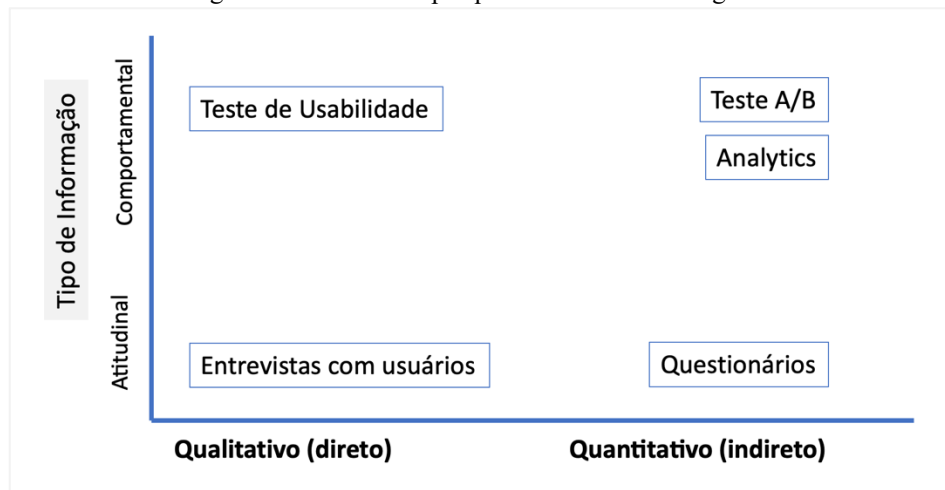 Teste de Usabilidade
Teste A/B
Analytics
Tipo de Informação
Comportamental
Atitudinal
Entrevistas com usuários
Questionários
Qualitativo (direto)
Quantitativo (indireto)